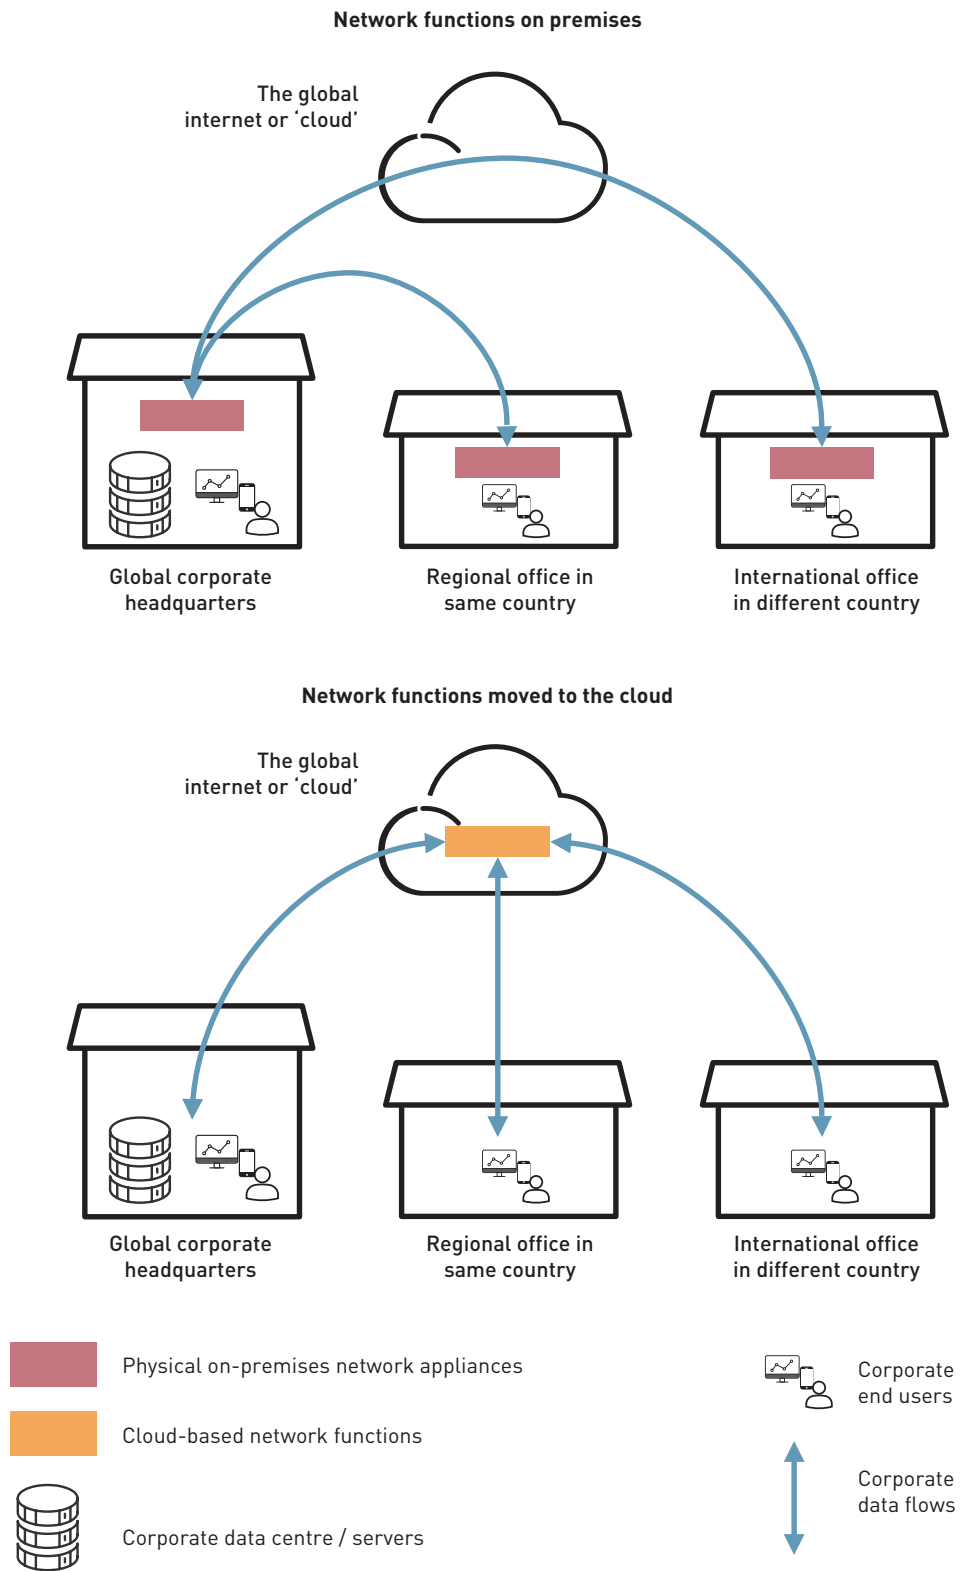 Network functions on premises
The global
internet or ‘cloud’
Global corporate
headquarters
Regional office in
same country
International office
in different country
Network functions moved to the cloud
The global
internet or ‘cloud’
Global corporate
headquarters
Regional office in
same country
International office
in different country
Physical on-premises network appliances
Cloud-based network functions
Corporate data centre / servers
Corporate
end users
Corporate
data flows